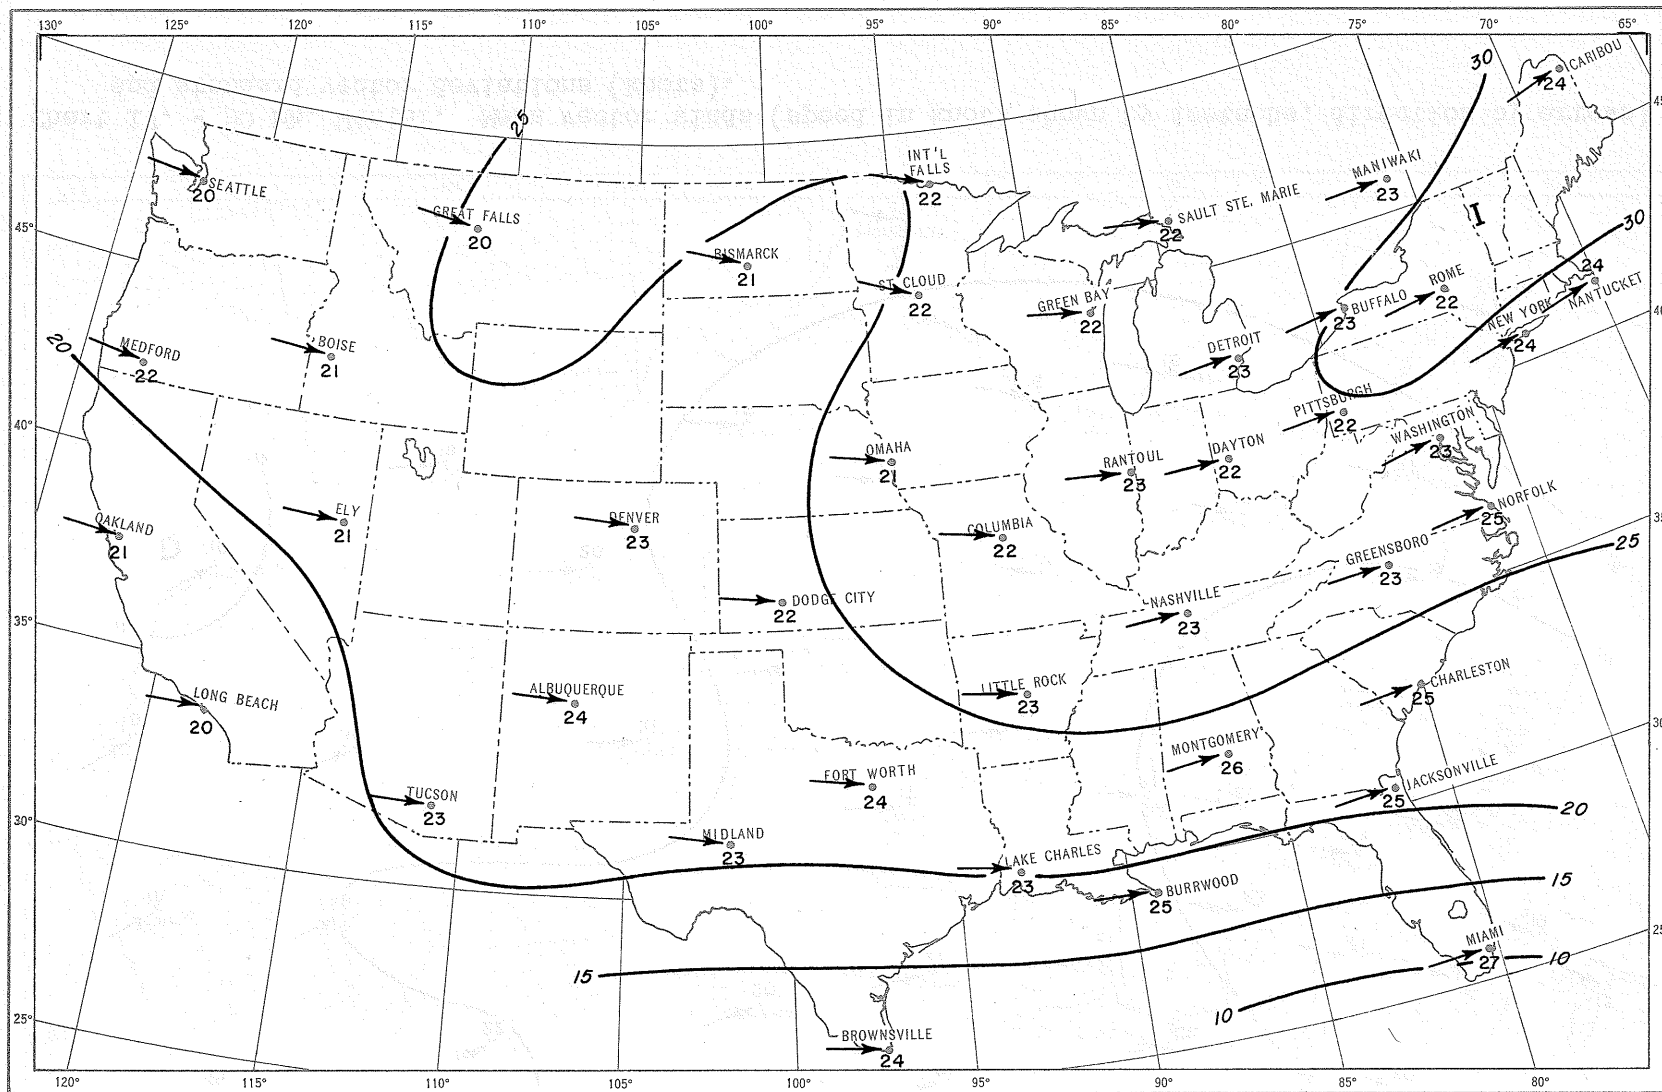 130° 125° 120° 115° 110° 105° 100° 95° 90° 85° 80° 75° 70° 65°
30
CARIBOU
24
25
INT'L
FALLS
22
MANIWAKI
23
SEATTLE
20
SAULT STE. MARIE
22
I
GREAT FALLS
20
30
45°
BISMARCK
21
ST CLOUD
22
GREEN BAY
22
BUFFALO
23
ROME
22
24
NANTUCKET
NEW YORK
24
20
MEDFORD
22
BOISE
21
DETROIT
23
40°
PITTSBURGH
22
WASHINGTON
23
OMAHA
21
RANTOUL
23
DAYTON
22
OAKLAND
21
ELY
21
DENVER
23
COLUMBIA
22
NORFOLK
25
GREENSBORO
23
25
35°
DODGE CITY
22
NASHVILLE
23
LONG BEACH
20
ALBUQUERQUE
24
LITTLE ROCK
23
CHARLESTON
25
MONTGOMERY
26
FORT WORTH
24
TUCSON
23
JACKSONVILLE
25
20
30°
MIDLAND
23
LAKE CHARLES
23
BURRWOOD
25
15
15
MIAMI
27
10
10
25°
BROWNSVILLE
24
120° 115° 110° 105° 100° 95° 90° 85° 80°